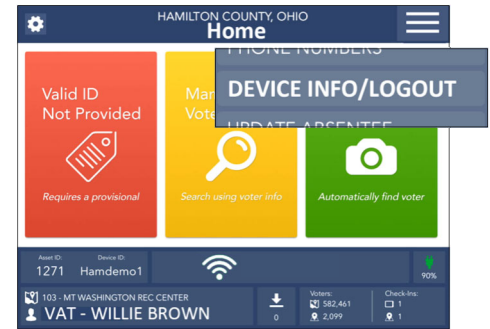 HAMILTON COUNTY, OHIO
Home
PHONE NUMBERS
DEVICE INFO/LOGOUT
UPDATE ABSENTEE
Valid ID
Not Provided
Requires a provisional
Search using voter info
Automatically find voter
Asset ID:
1271
Device ID:
Hamdemo1
90%
103 - MT WASHINGTON REC CENTER
VAT - WILLIE BROWN
0
Voters:
582,461
2,099
Check-Ins:
1
1